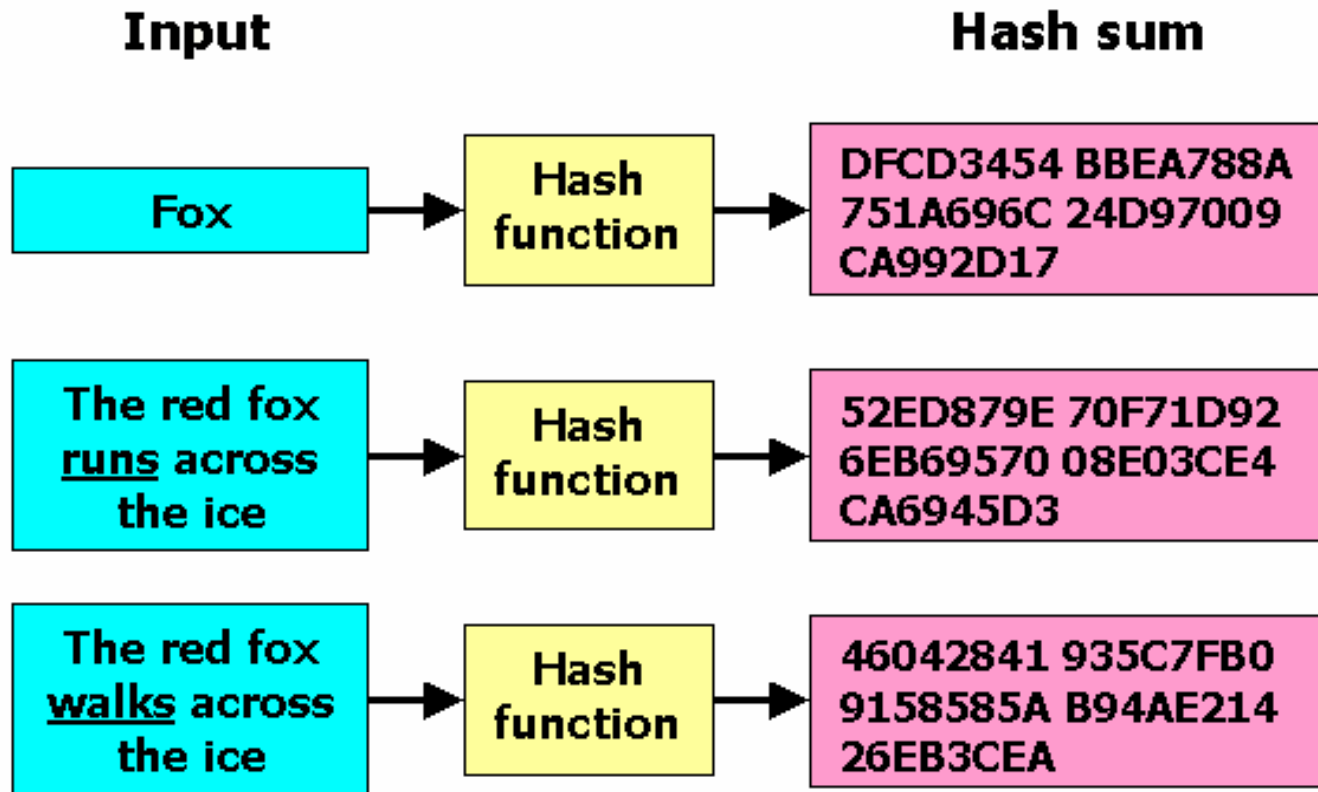 Input
Hash sum
Fox
Hash
function
DFCD3454 BBEA788A
751A696C 24D97009
CA992D17
The red fox
runs across
the ice
Hash
function
52ED879E 70F71D92
6EB69570 08E03CE4
CA6945D3
The red fox
walks across
the ice
Hash
function
46042841 935C7FB0
9158585A B94AE214
26EB3CEA